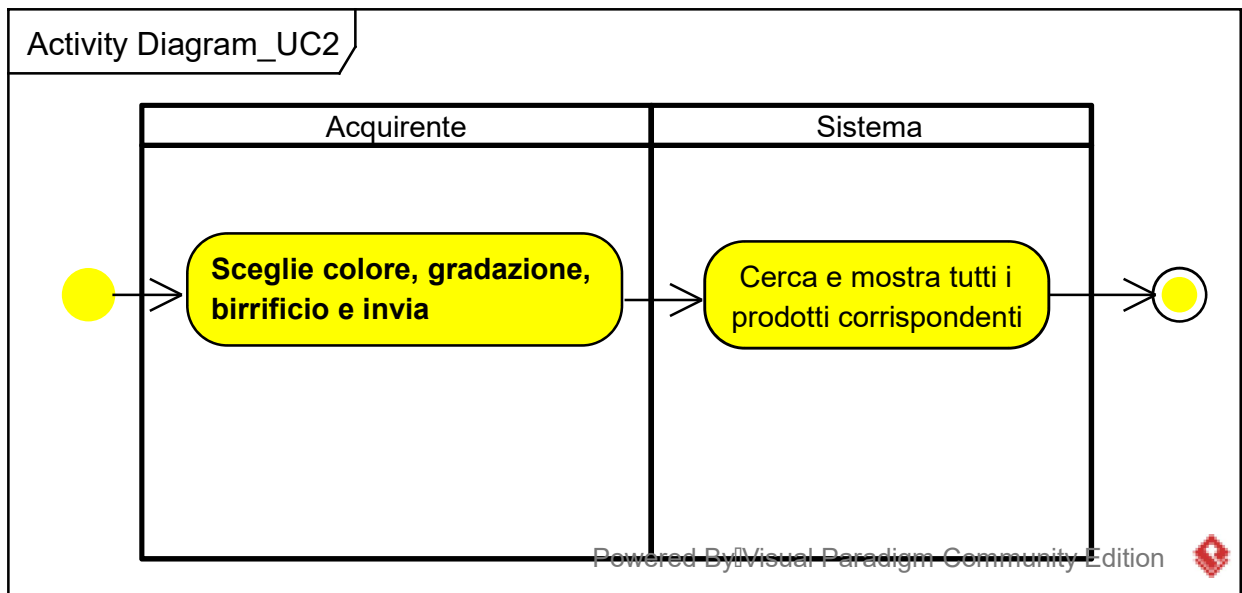 Activity Diagram_UC2
Acquirente
Sistema
Sceglie colore, gradazione,
birrificio e invia
Cerca e mostra tutti i
prodotti corrispondenti
Powered By Visual Paradigm Community Edition